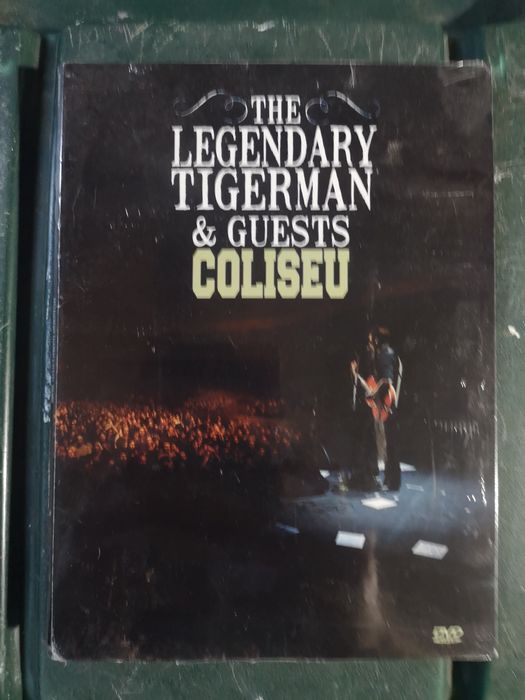 THE
LEGENDARY
TIGERMAN
& GUESTS
COLISEU
DVD